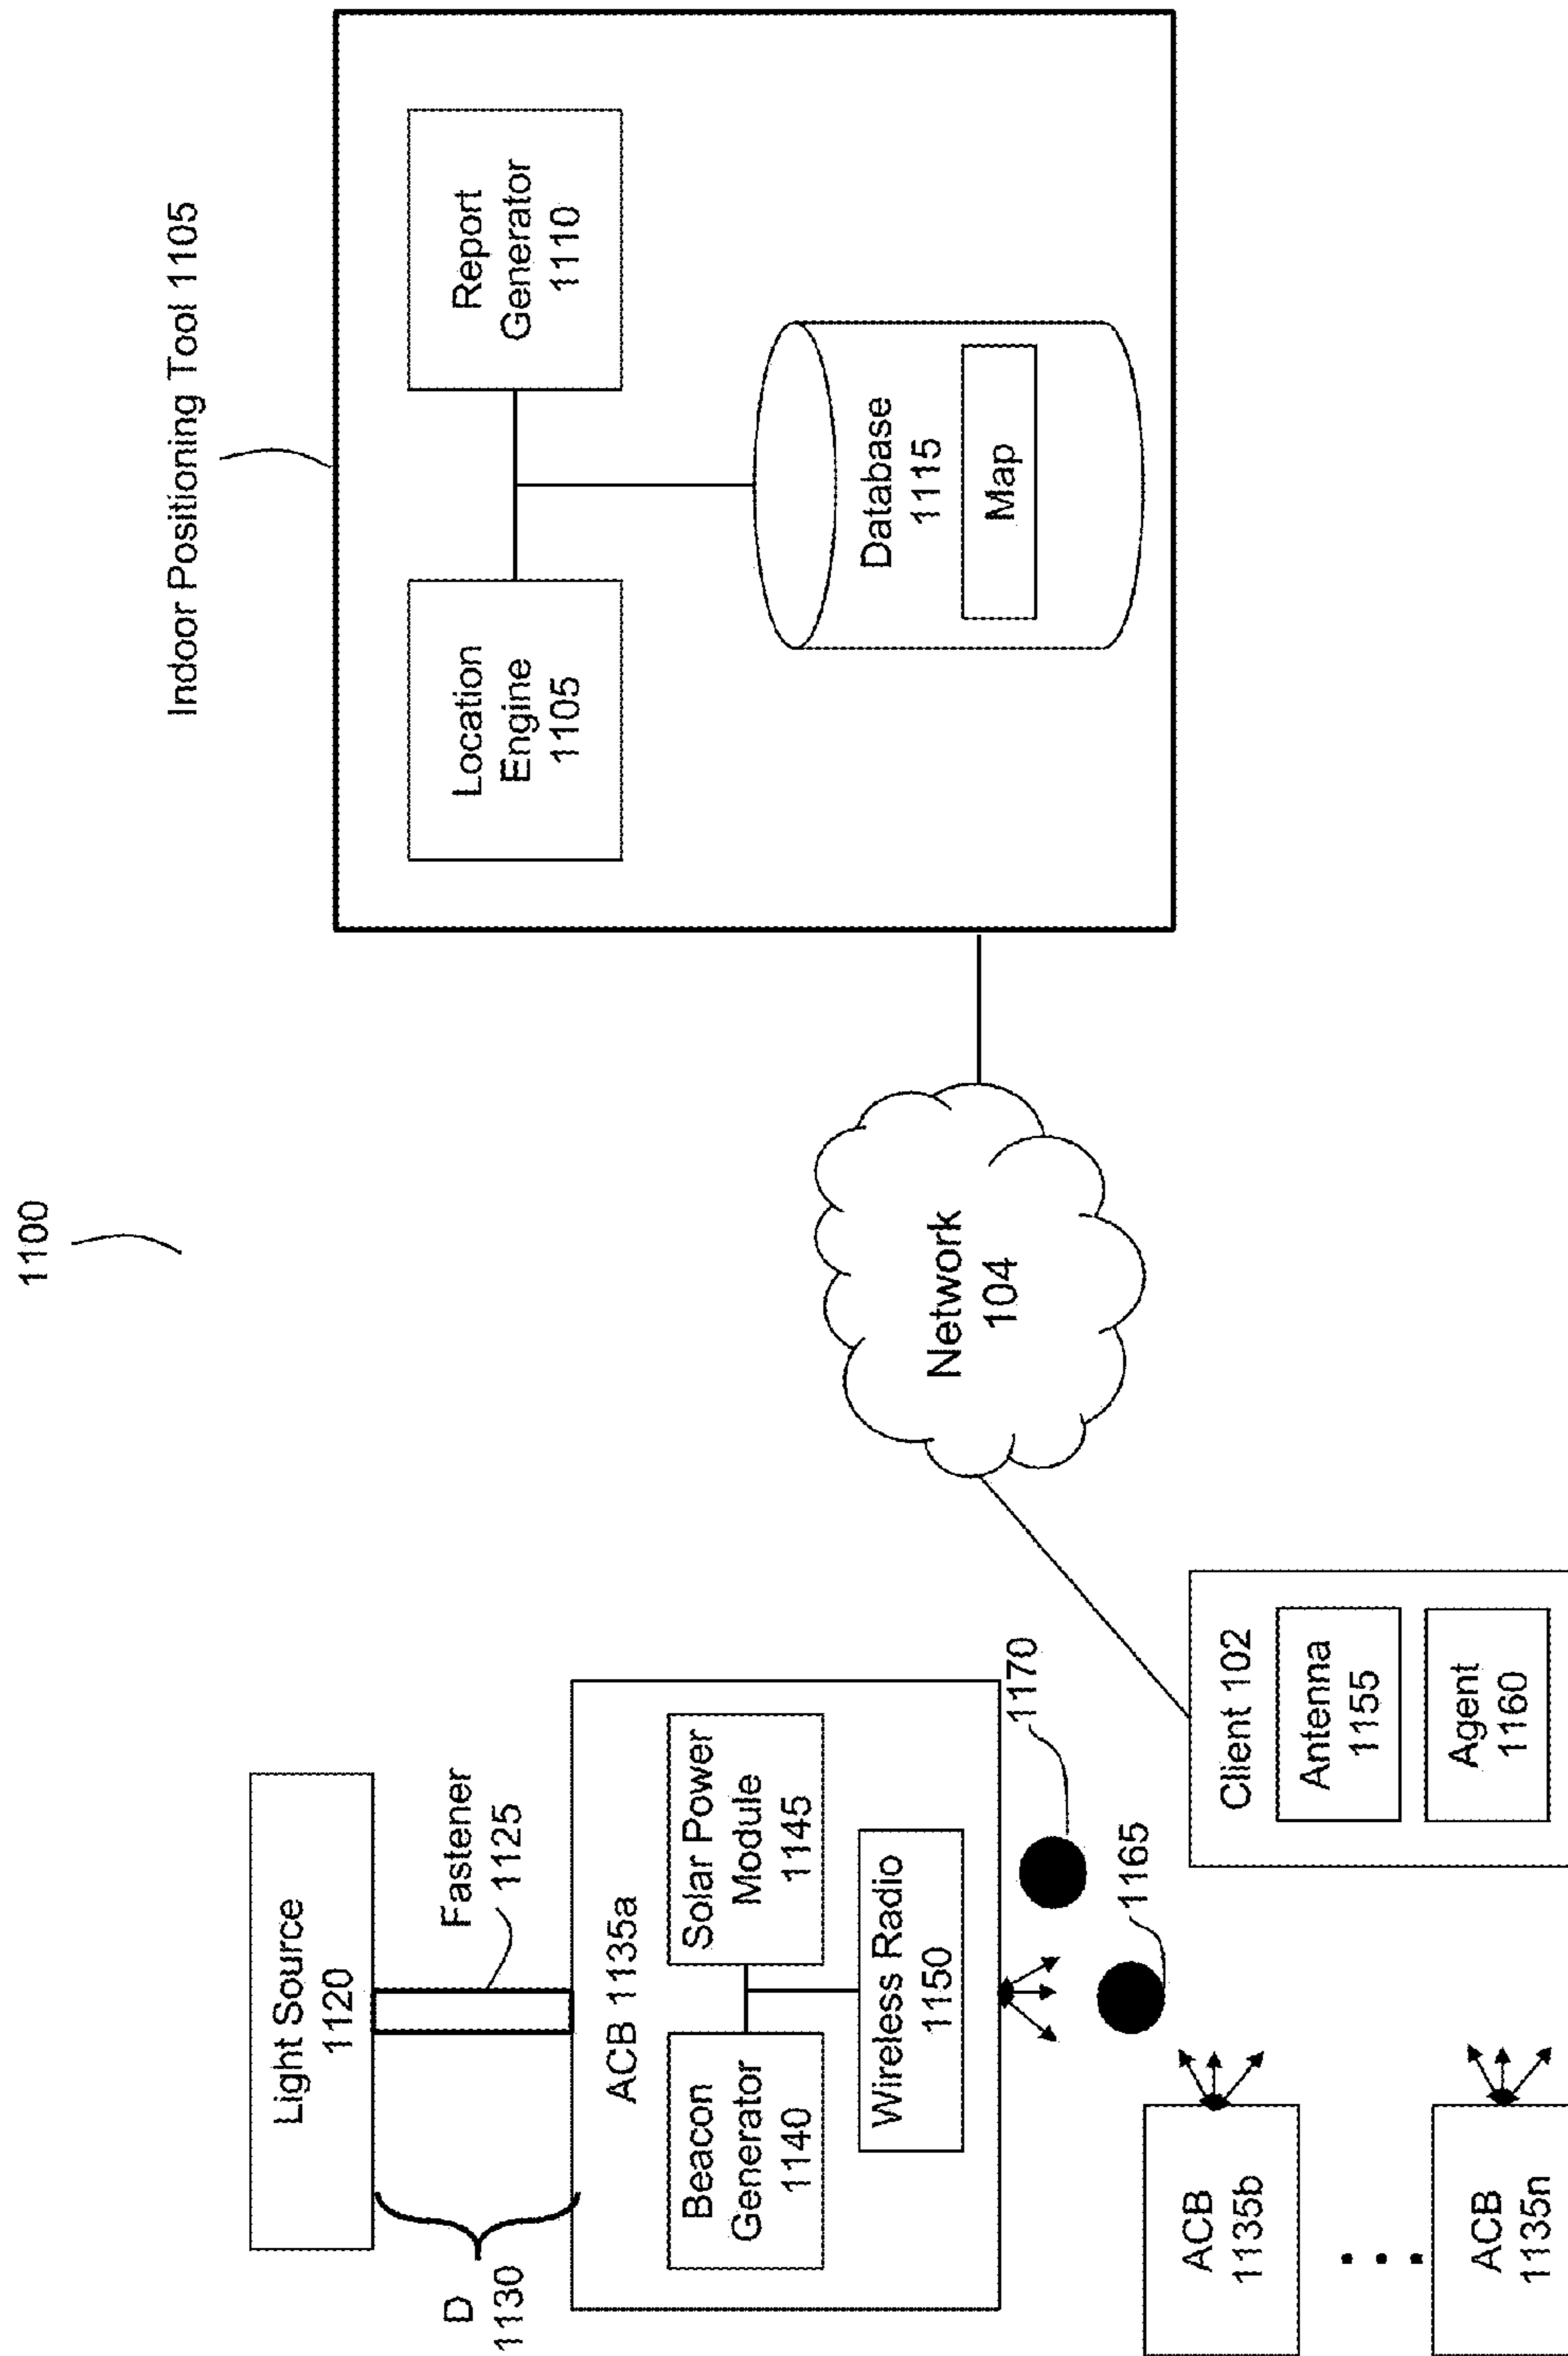 1100
Indoor Positioning Tool 1105
Location
Engine
1105
Report
Generator
1110
Database
1115
Map
Network
104
Light Source
1120
Fastener
1125
D
1130
ACB 1135a
Beacon
Generator
1140
Solar Power
Module
1145
Wireless Radio
1150
1170
1165
Client 102
Antenna
1155
Agent
1160
ACB
1135b
ACB
1135n